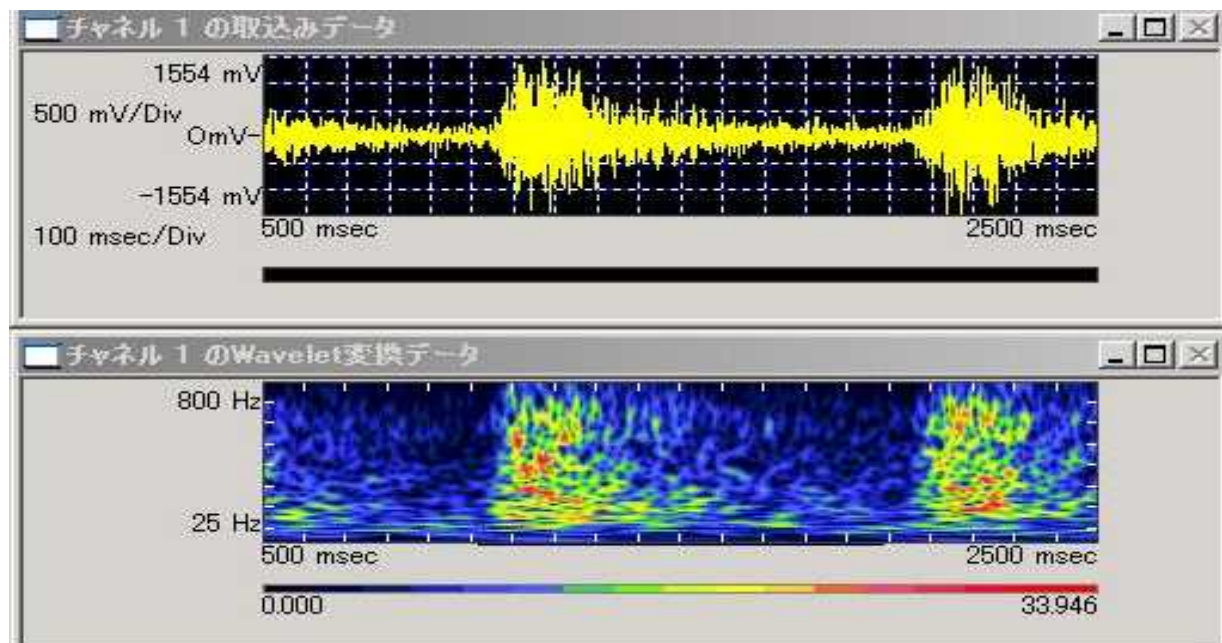 チャネル 1 の取込みデータ
1554 mV
500 mV/Div
0mV-
-1554 mV
100 msec/Div
500 msec
2500 msec
チャネル 1 のWavelet変換データ
800 Hz
25 Hz
500 msec
2500 msec
0.000
33.946